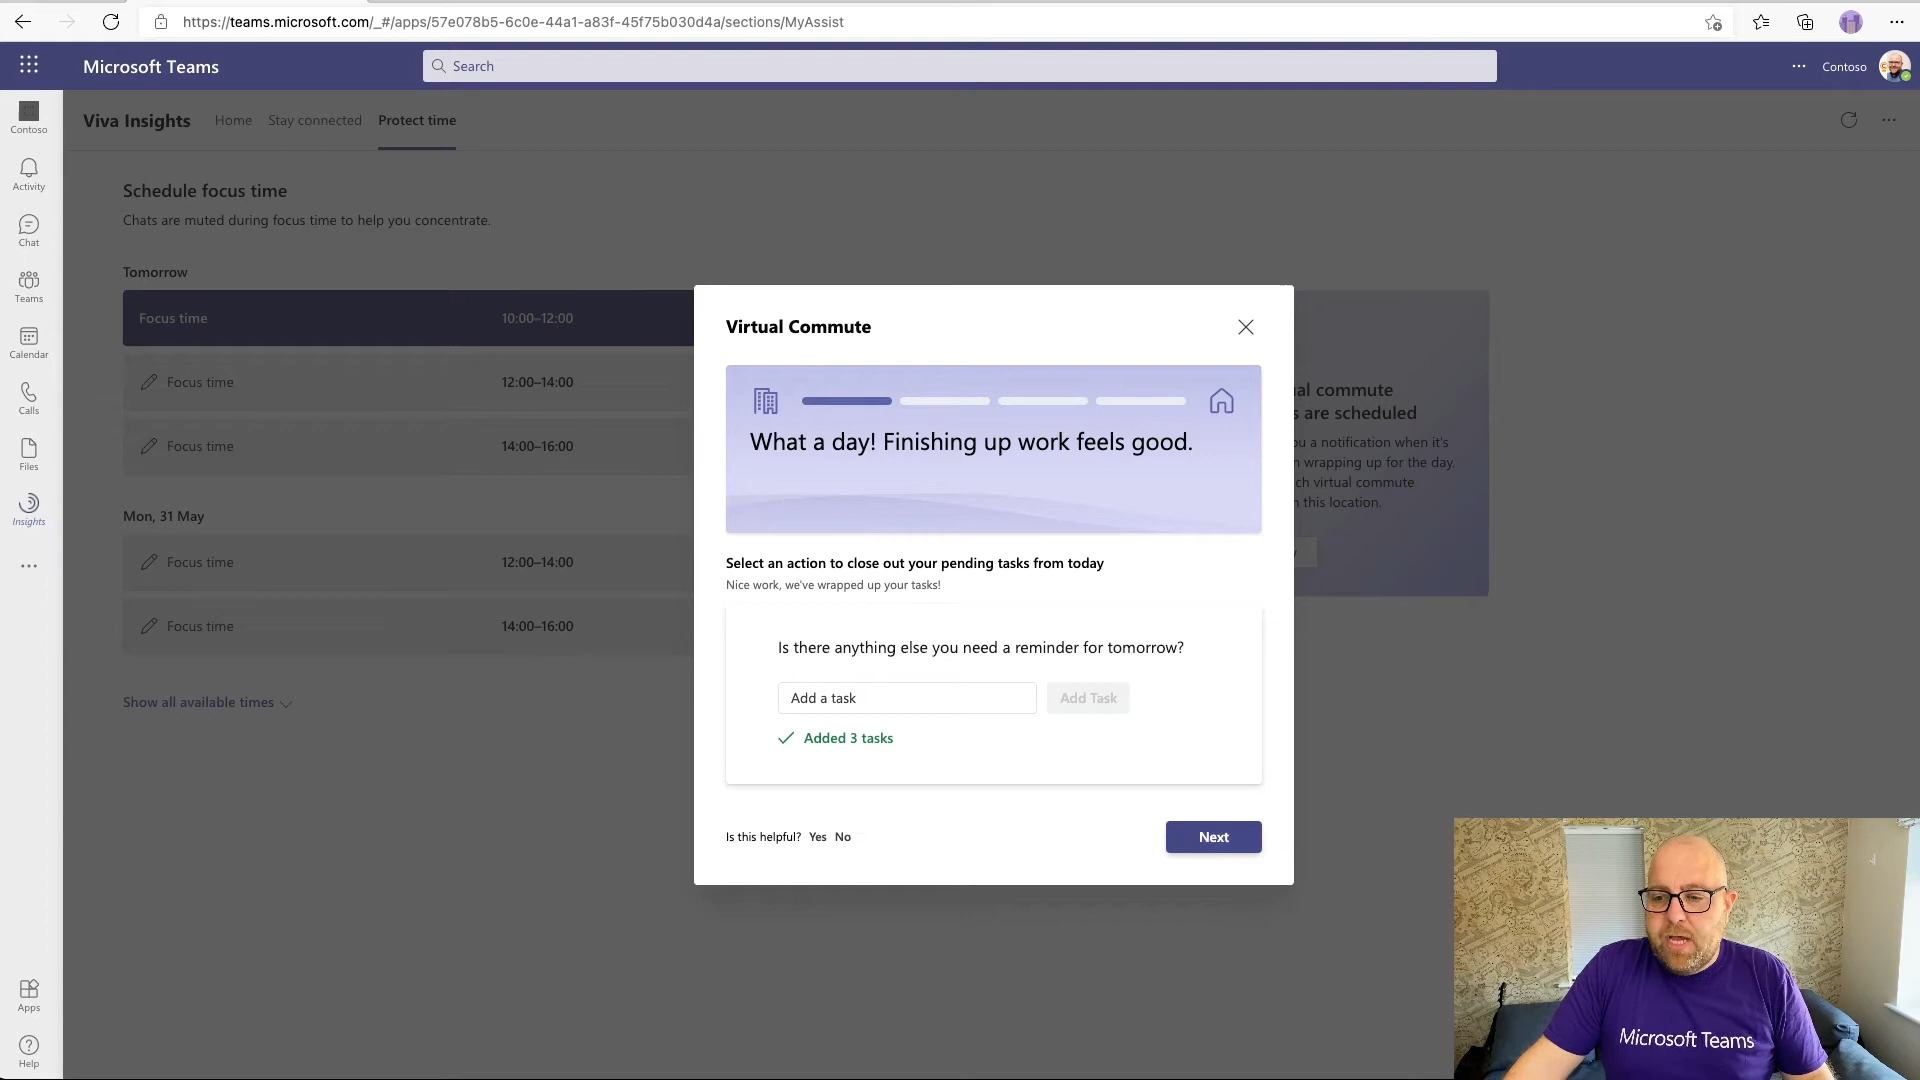 https://teams.microsoft.com/_#/apps/57e078b5-6c0e-44a1-a83f-45f75b030d4a/sections/MyAssist
Microsoft Teams
Search
Contoso
Contoso
Activity
Chat
Teams
Calendar
Calls
Files
Insights
Apps
Help
Viva Insights
Home
Stay connected
Protect time
Schedule focus time
Chats are muted during focus time to help you concentrate.
Tomorrow
Focus time 10:00–12:00
Focus time 12:00–14:00
Focus time 14:00–16:00
Mon, 31 May
Focus time 12:00–14:00
Focus time 14:00–16:00
Show all available times
Virtual Commute
What a day! Finishing up work feels good.
Select an action to close out your pending tasks from today
Nice work, we've wrapped up your tasks!
Is there anything else you need a reminder for tomorrow?
Add a task
Add Task
Added 3 tasks
Is this helpful? Yes No
Next
commute
are scheduled
a notification when it's
wrapping up for the day.
virtual commute
this location.
Microsoft Teams